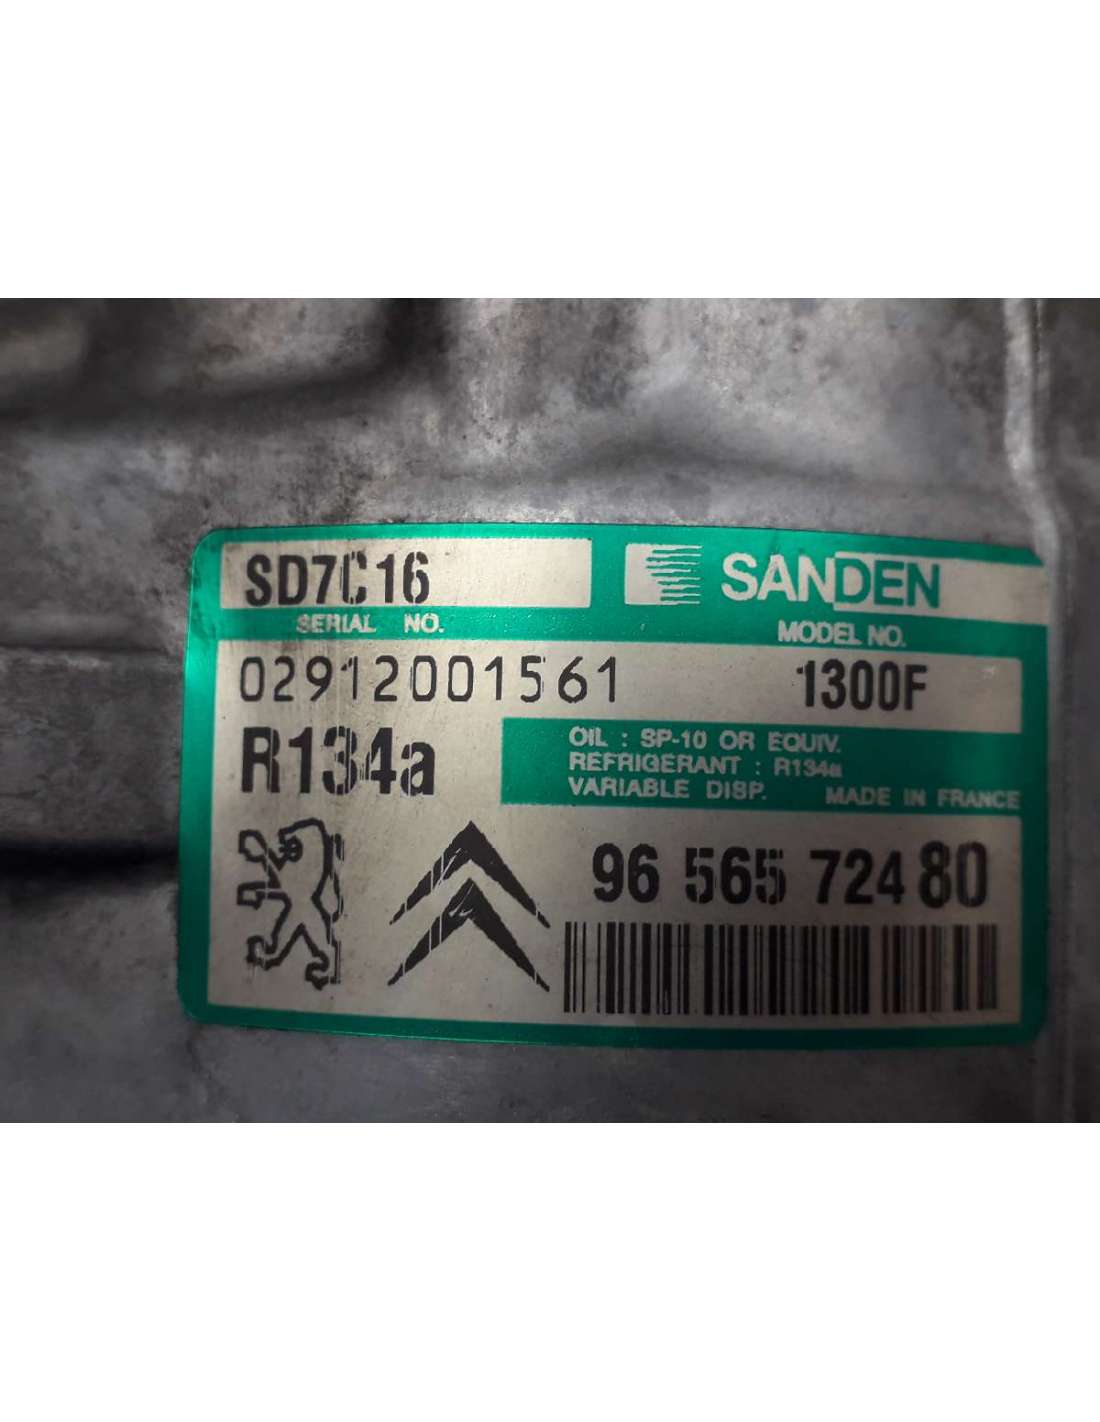 SD7C16 SANDEN
SERIAL NO. MODEL NO.
02912001561 1300F
R134a
OIL : SP-10 OR EQUIV.
REFRIGERANT : R134a
VARIABLE DISP. MADE IN FRANCE
96 565 724 80